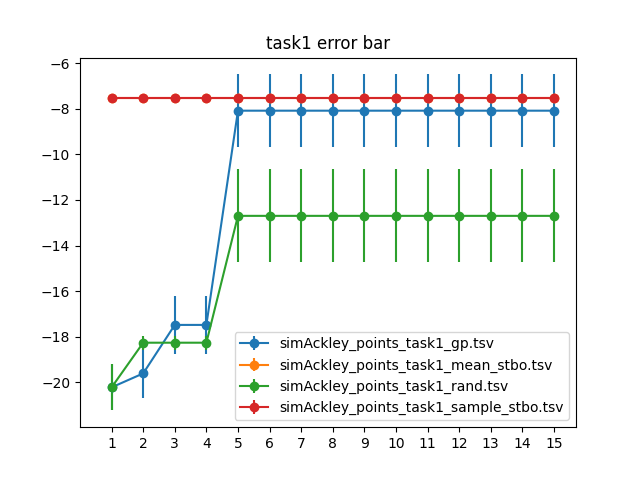 task1 error bar
−6
−8
−10
−12
−14
−16
−18
−20
simAckley_points_task1_gp.tsv
simAckley_points_task1_mean_stbo.tsv
simAckley_points_task1_rand.tsv
simAckley_points_task1_sample_stbo.tsv
1 2 3 4 5 6 7 8 9 10 11 12 13 14 15